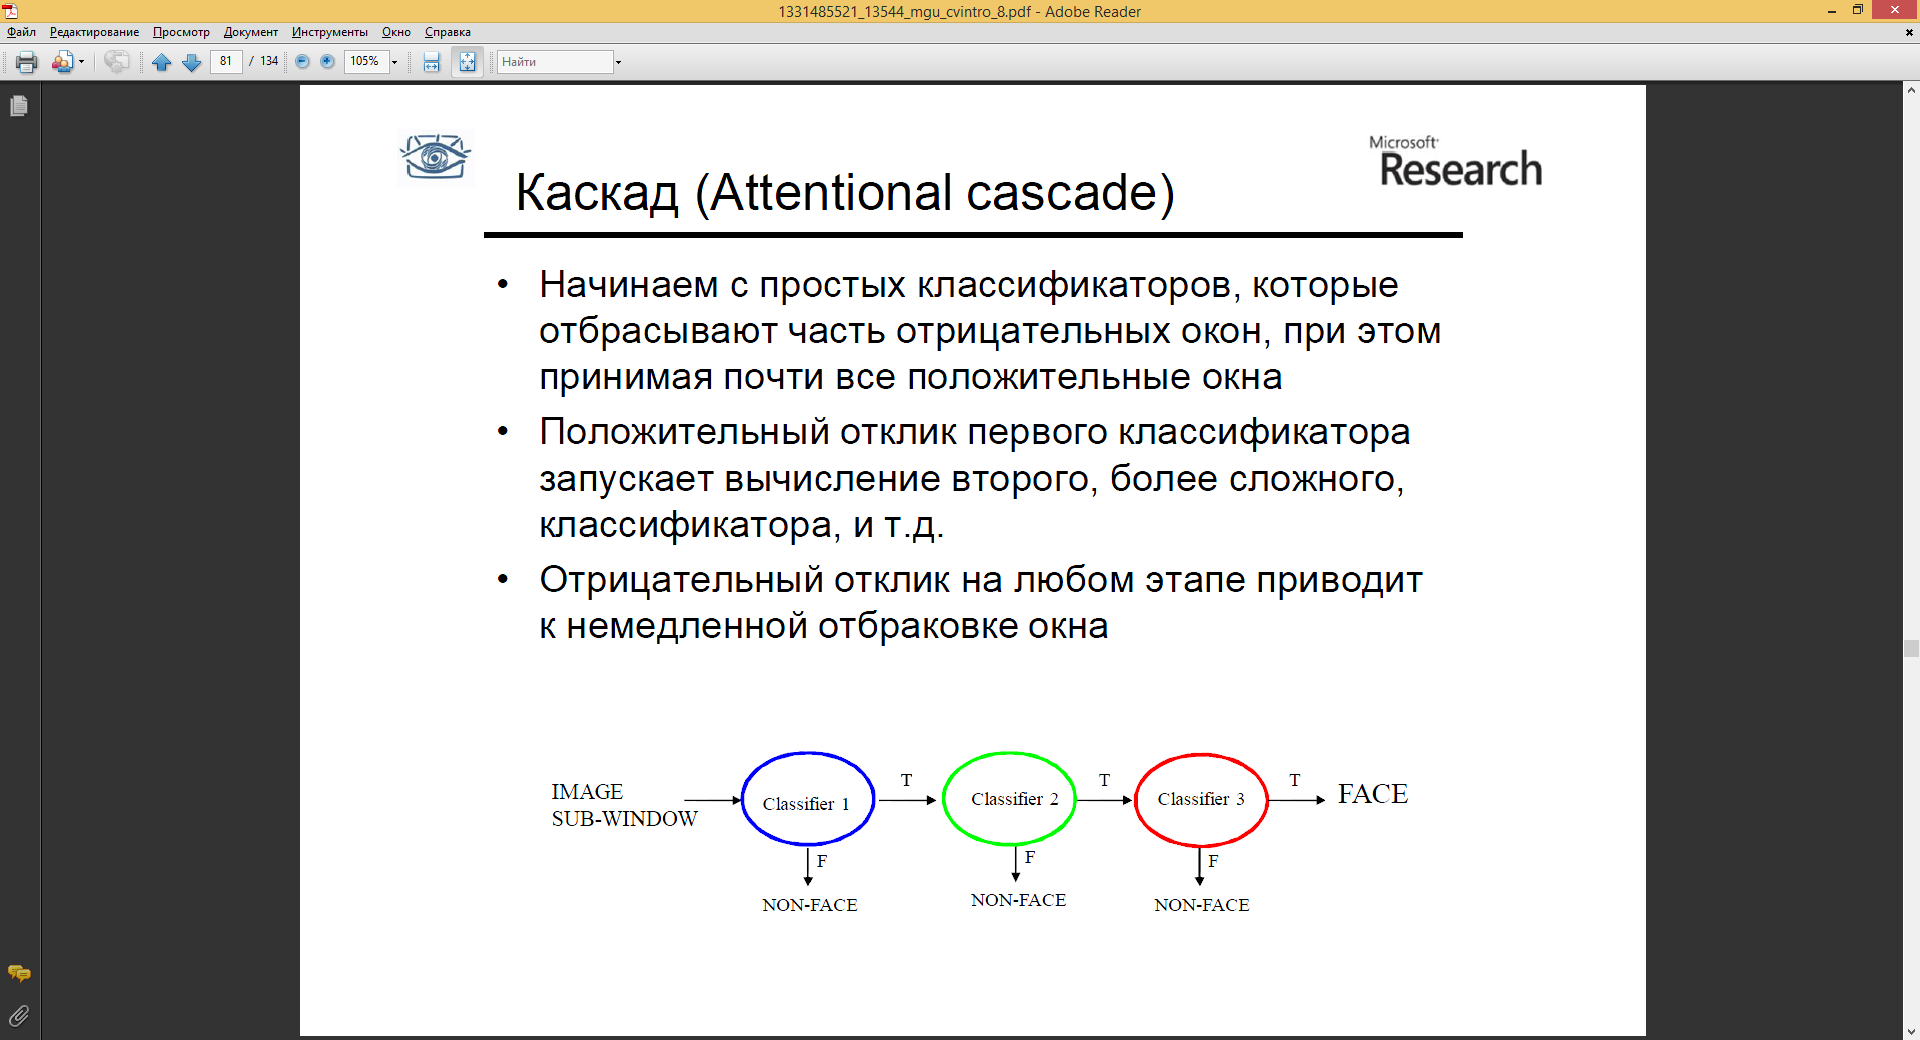 1331485521_13544_mgu_cvintro_8.pdf - Adobe Reader
Файл Редактирование Просмотр Документ Инструменты Окно Справка
81 / 134 105% Найти
Microsoft
Research
Каскад (Attentional cascade)
• Начинаем с простых классификаторов, которые
отбрасывают часть отрицательных окон, при этом
принимая почти все положительные окна
• Положительный отклик первого классификатора
запускает вычисление второго, более сложного,
классификатора, и т.д.
• Отрицательный отклик на любом этапе приводит
к немедленной отбраковке окна
IMAGE
SUB-WINDOW
Classifier 1
T
Classifier 2
T
Classifier 3
T
FACE
F
F
F
NON-FACE
NON-FACE
NON-FACE